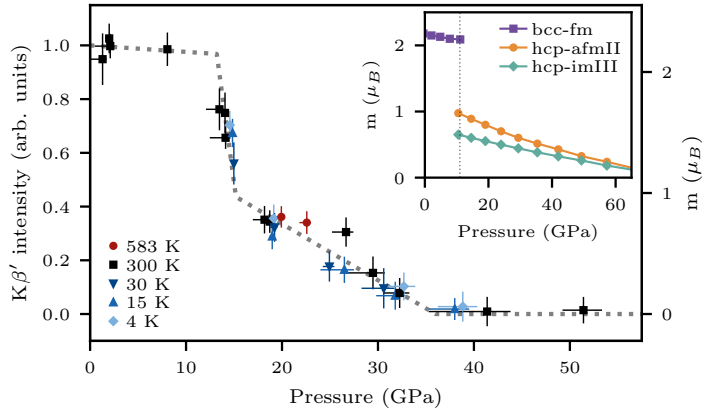 Kβ′ intensity (arb. units)
1.0
0.8
0.6
0.4
0.2
0.0
0
10
20
30
40
50
Pressure (GPa)
583 K
300 K
30 K
15 K
4 K
2
1
0
m (μB)
bcc-fm
hcp-afmII
hcp-imIII
m (μB)
2
1
0
0
20
40
60
Pressure (GPa)